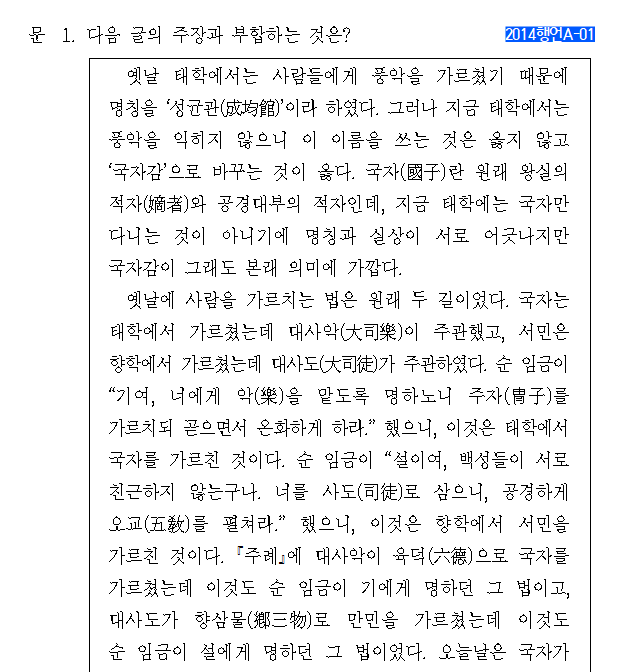 문 1. 다음 글의 주장과 부합하는 것은?
2014행언A-01
옛날 태학에서는 사람들에게 풍악을 가르쳤기 때문에
명칭을 ‘성균관(成均館)’이라 하였다. 그러나 지금 태학에서는
풍악을 익히지 않으니 이 이름을 쓰는 것은 옳지 않고
‘국자감’으로 바꾸는 것이 옳다. 국자(國子)란 원래 왕실의
적자(嫡者)와 공경대부의 적자인데, 지금 태학에는 국자만
다니는 것이 아니기에 명칭과 실상이 서로 어긋나지만
국자감이 그래도 본래 의미에 가깝다.
옛날에 사람을 가르치는 법은 원래 두 길이었다. 국자는
태학에서 가르쳤는데 대사악(大司樂)이 주관했고, 서민은
향학에서 가르쳤는데 대사도(大司徒)가 주관하였다. 순 임금이
“기여, 너에게 악(樂)을 맡도록 명하노니 주자(冑子)를
가르치되 곧으면서 온화하게 하라.” 했으니, 이것은 태학에서
국자를 가르친 것이다. 순 임금이 “설이여, 백성들이 서로
친근하지 않는구나. 너를 사도(司徒)로 삼으니, 공경하게
오교(五敎)를 펼쳐라.” 했으니, 이것은 향학에서 서민을
가르친 것이다. 『주례』에 대사악이 육덕(六德)으로 국자를
가르쳤는데 이것도 순 임금이 기에게 명하던 그 법이고,
대사도가 향삼물(鄕三物)로 만민을 가르쳤는데 이것도
순 임금이 설에게 명하던 그 법이었다. 오늘날은 국자가